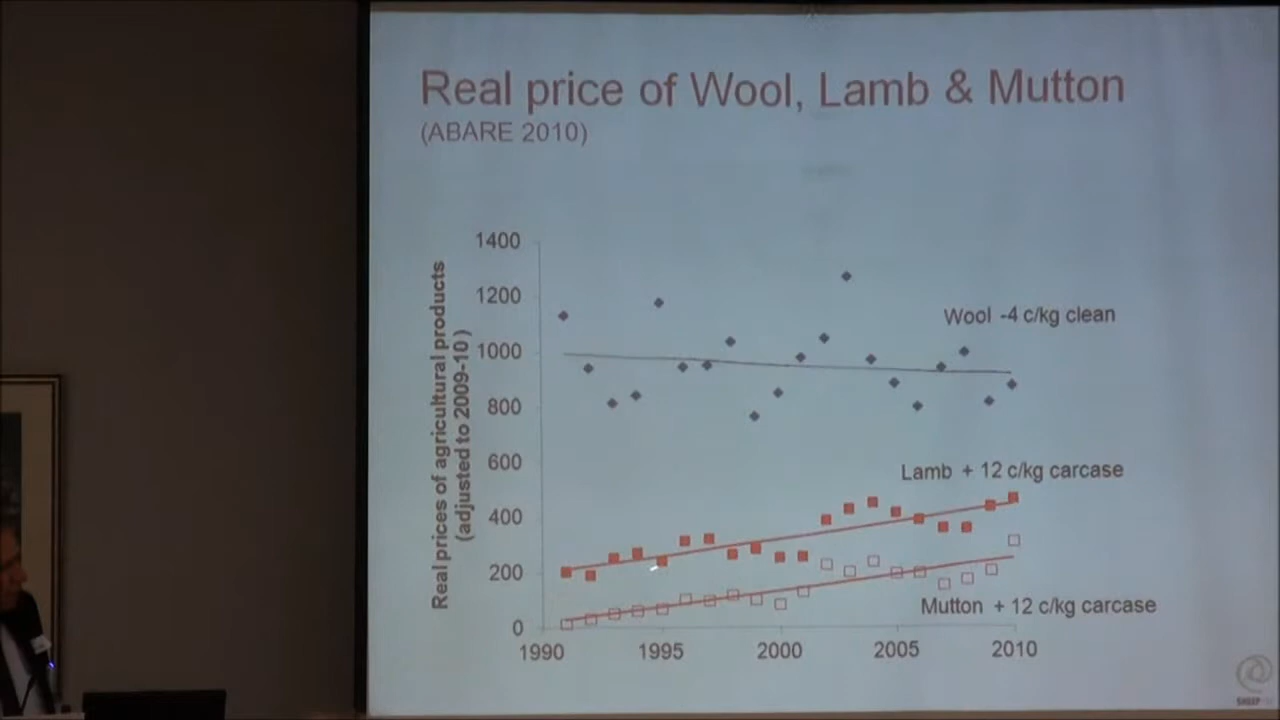 Real price of Wool, Lamb & Mutton
(ABARE 2010)
Real prices of agricultural products
(adjusted to 2009-10)
1400
1200
1000
800
600
400
200
0
1990
1995
2000
2005
2010
Wool -4 c/kg clean
Lamb + 12 c/kg carcase
Mutton + 12 c/kg carcase
SHEEP